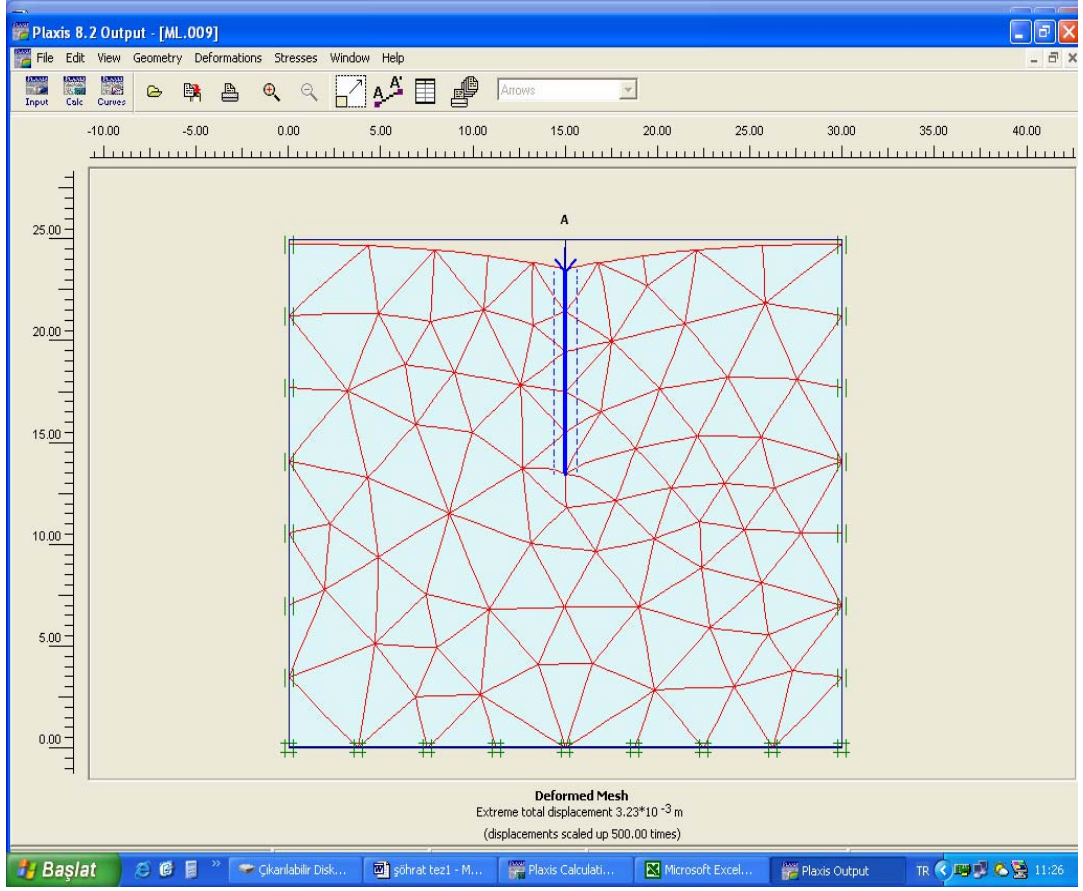 Plaxis 8.2 Output - [ML.009]
File Edit View Geometry Deformations Stresses Window Help
Input Calc Curves Arrows
-10.00 -5.00 0.00 5.00 10.00 15.00 20.00 25.00 30.00 35.00 40.00
A
25.00
20.00
15.00
10.00
5.00
0.00
Deformed Mesh
Extreme total displacement 3.23*10 -3 m
(displacements scaled up 500.00 times)
Başlat » Çıkarılabilir Disk... şöhrat tez1 - M... Plaxis Calculati... Microsoft Excel... Plaxis Output TR 11:26